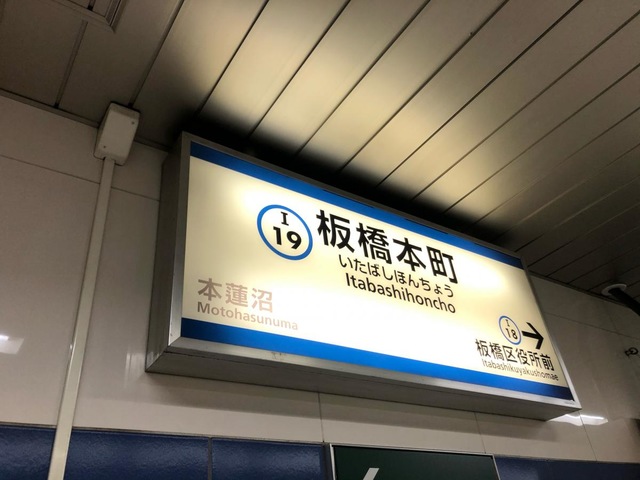 I
19
板橋本町
いたばしほんちょう
Itabashihoncho
本蓮沼
Motohasunuma
I
18
板橋区役所前
Itabashikuyakushomae